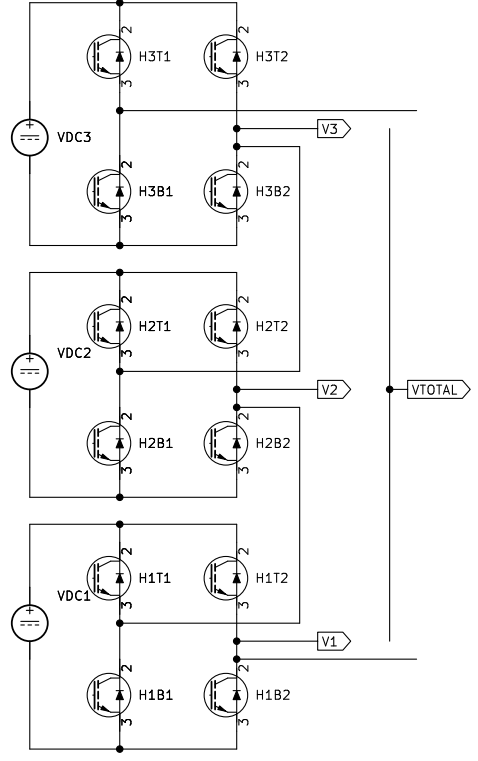 2 2
H3T1 H3T2
3 3
+ VDC3 V3
2 2
H3B1 H3B2
3 3
2 2
H2T1 H2T2
VDC2 3 3
+
V2 VTOTAL
2 2
H2B1 H2B2
3 3
2 2
H1T1 H1T2
VDC1 3 3
+
V1
2 2
H1B1 H1B2
3 3